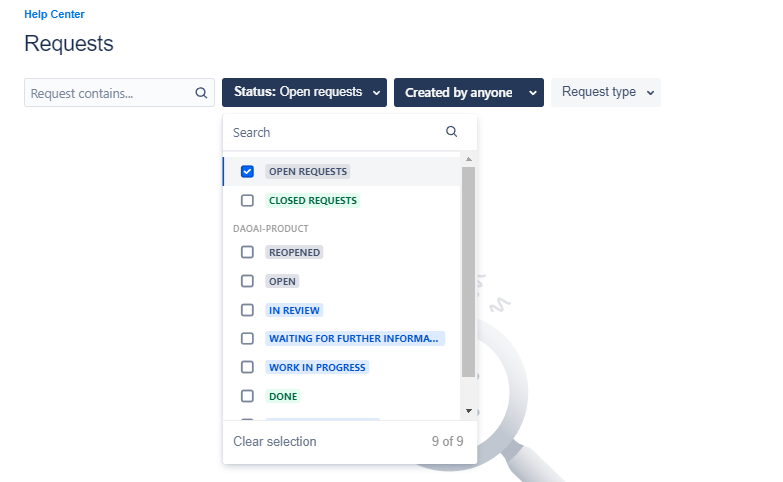 Help Center
Requests
Request contains...
Status: Open requests
Created by anyone
Request type
Search
OPEN REQUESTS
CLOSED REQUESTS
DAOAI-PRODUCT
REOPENED
OPEN
IN REVIEW
WAITING FOR FURTHER INFORMA...
WORK IN PROGRESS
DONE
Clear selection
9 of 9